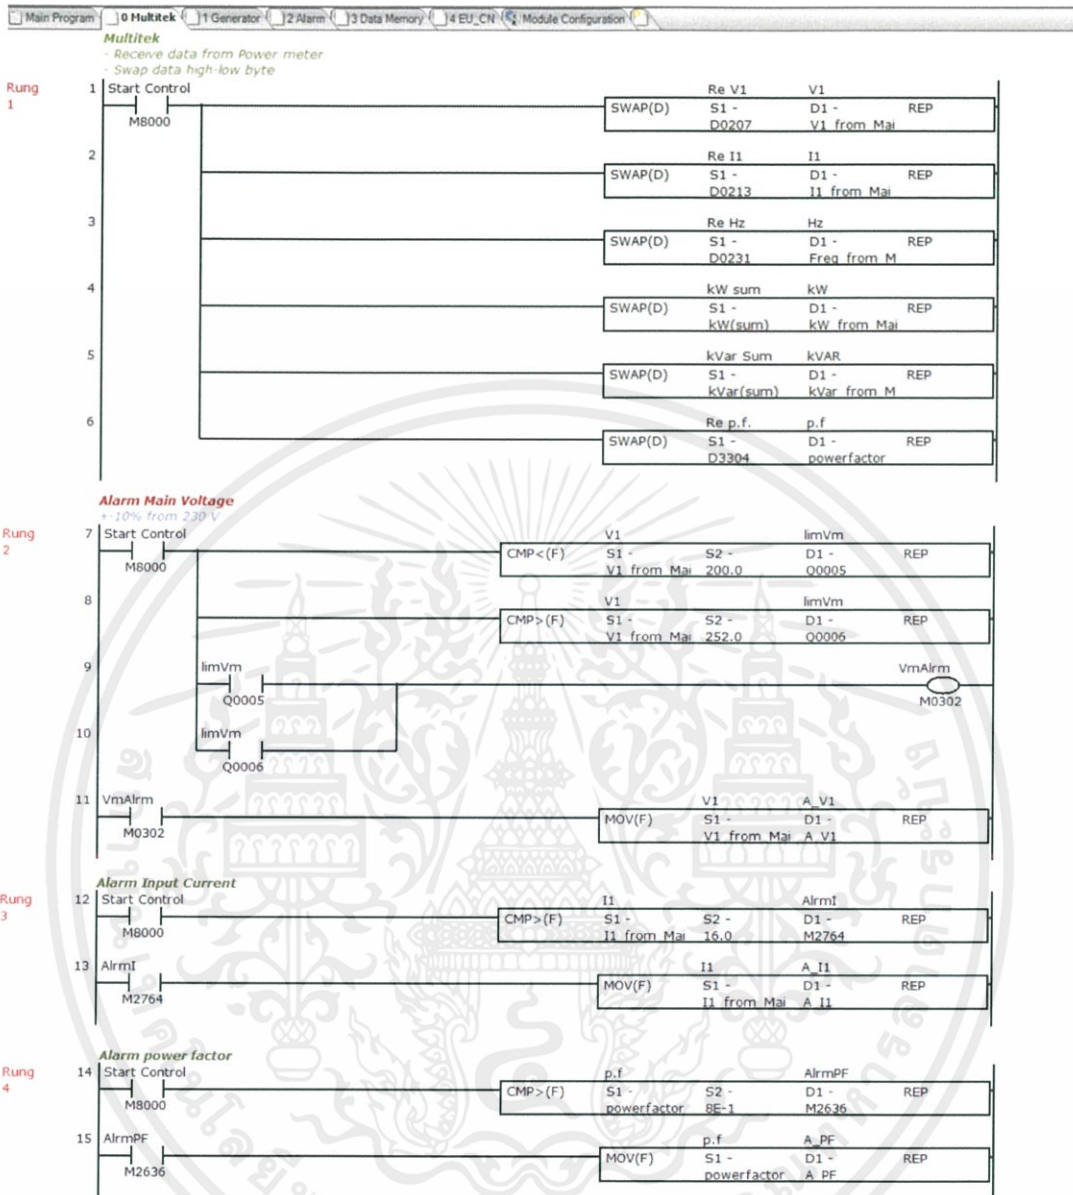 Main Program 0 Multitek 1 Generator 2 Alarm 3 Data Memory 4 EU_CN Module Configuration
Multitek
- Receive data from Power meter
- Swap data high-low byte
Rung 1
1 Start Control
M8000
Re V1 V1
SWAP(D) S1 - D1 - REP
D0207 V1 from Mai
2 Re I1 I1
SWAP(D) S1 - D1 - REP
D0213 I1 from Mai
3 Re Hz Hz
SWAP(D) S1 - D1 - REP
D0231 Freq from M
4 kW sum kW
SWAP(D) S1 - D1 - REP
kW(sum) kW from Mai
5 kVar Sum kVAR
SWAP(D) S1 - D1 - REP
kVar(sum) kVar from M
6 Re p.f. p.f
SWAP(D) S1 - D1 - REP
D3304 powerfactor
Alarm Main Voltage
+-10% from 230 V
Rung 2
7 Start Control
M8000
V1 limVm
CMP<(F) S1 - S2 - D1 - REP
V1 from Mai 200.0 Q0005
8 V1 limVm
CMP>(F) S1 - S2 - D1 - REP
V1 from Mai 252.0 Q0006
9 limVm VmAlrm
Q0005 M0302
10 limVm
Q0006
11 VmAlrm V1 A_V1
M0302 MOV(F) S1 - D1 - REP
V1 from Mai A_V1
Alarm Input Current
Rung 3
12 Start Control
M8000
I1 AlrmI
CMP>(F) S1 - S2 - D1 - REP
I1 from Mai 16.0 M2764
13 AlrmI I1 A_I1
M2764 MOV(F) S1 - D1 - REP
I1 from Mai A_I1
Alarm power factor
Rung 4
14 Start Control
M8000
p.f AlrmPF
CMP>(F) S1 - S2 - D1 - REP
powerfactor 8E-1 M2636
15 AlrmPF p.f A_PF
M2636 MOV(F) S1 - D1 - REP
powerfactor A_PF